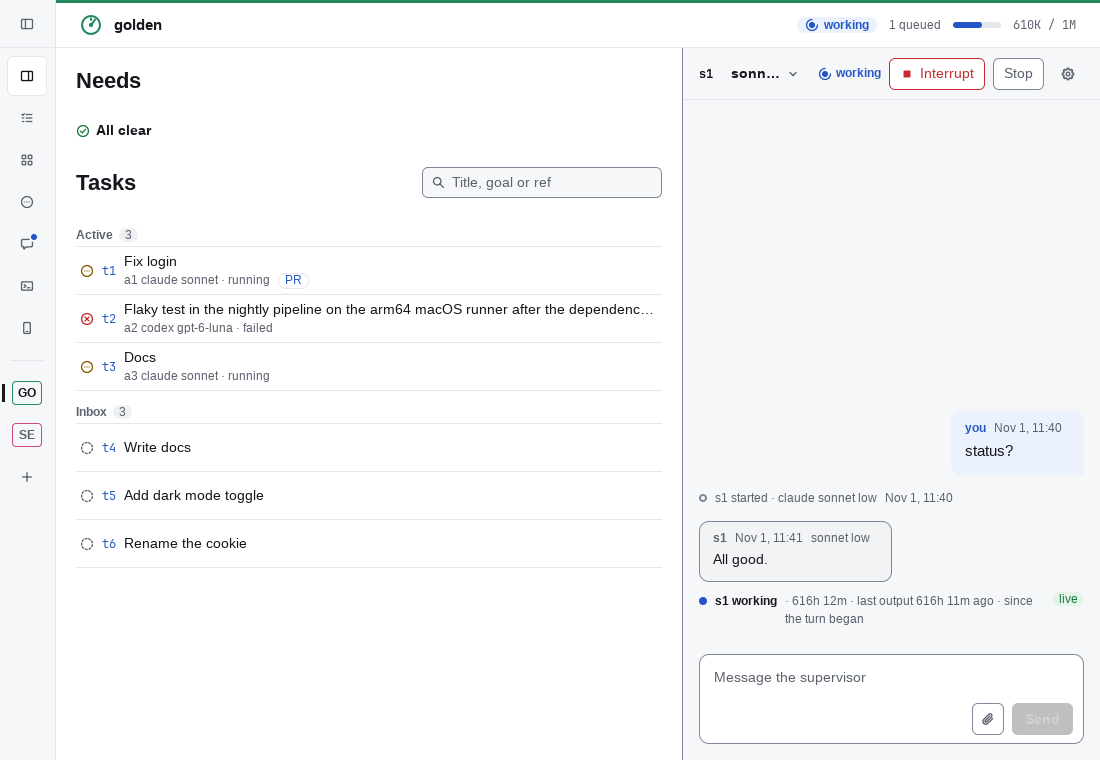 golden
working
1 queued
610K / 1M
Needs
All clear
Tasks
Title, goal or ref
Active 3
t1 Fix login
a1 claude sonnet · running PR
t2 Flaky test in the nightly pipeline on the arm64 macOS runner after the dependenc…
a2 codex gpt-6-luna · failed
t3 Docs
a3 claude sonnet · running
Inbox 3
t4 Write docs
t5 Add dark mode toggle
t6 Rename the cookie
GO
SE
s1 sonn… working Interrupt Stop
you Nov 1, 11:40
status?
s1 started · claude sonnet low Nov 1, 11:40
s1 Nov 1, 11:41 sonnet low
All good.
s1 working · 616h 12m · last output 616h 11m ago · since live
the turn began
Message the supervisor
Send